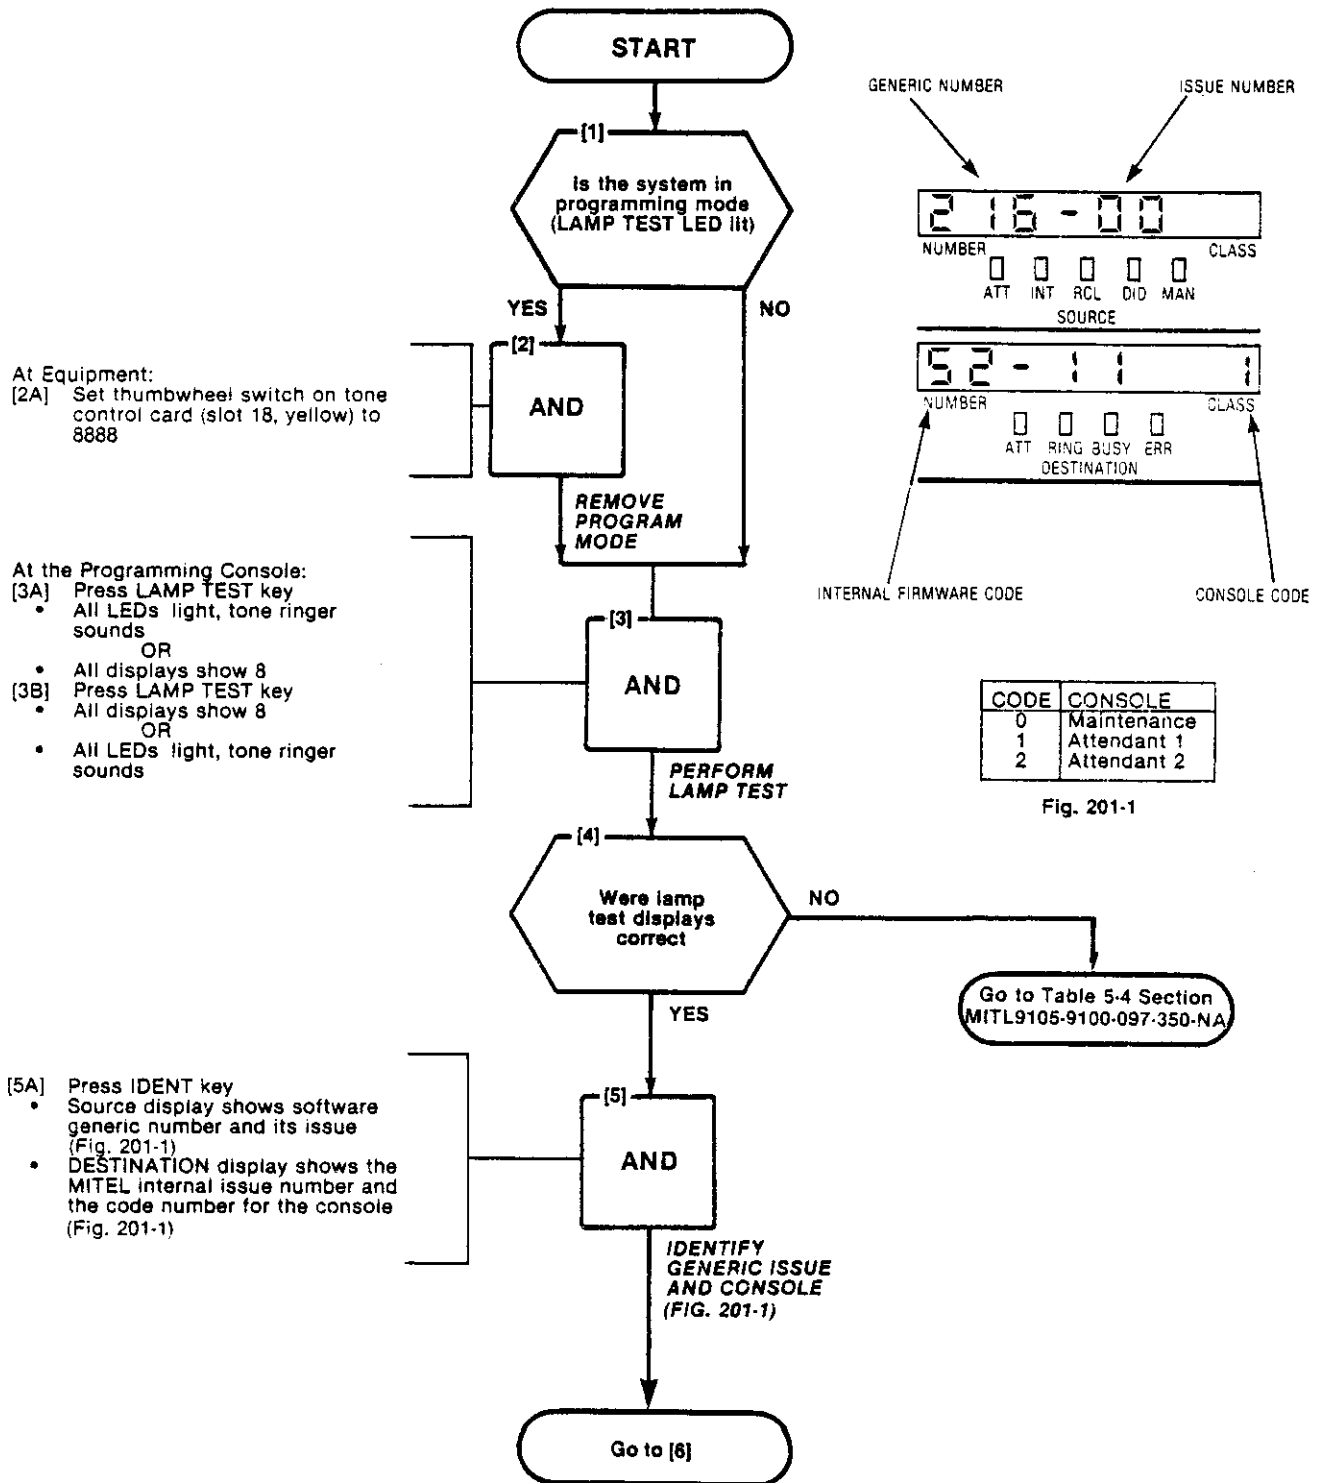 START
[1]
Is the system in
programming mode
(LAMP TEST LED lit)
YES
NO
At Equipment:
[2A] Set thumbwheel switch on tone
control card (slot 18, yellow) to
8888
[2]
AND
REMOVE
PROGRAM
MODE
At the Programming Console:
[3A] Press LAMP TEST key
• All LEDs light, tone ringer
sounds
OR
• All displays show 8
[3B] Press LAMP TEST key
• All displays show 8
OR
• All LEDs light, tone ringer
sounds
[3]
AND
PERFORM
LAMP TEST
[4]
Were lamp
test displays
correct
NO
YES
Go to Table 5-4 Section
MITL9105-9100-097-350-NA
[5A] Press IDENT key
• Source display shows software
generic number and its issue
(Fig. 201-1)
• DESTINATION display shows the
MITEL internal issue number and
the code number for the console
(Fig. 201-1)
[5]
AND
IDENTIFY
GENERIC ISSUE
AND CONSOLE
(FIG. 201-1)
Go to [6]
GENERIC NUMBER ISSUE NUMBER
216-00
NUMBER CLASS
ATT INT RCL DID MAN
SOURCE
52-11 1
NUMBER CLASS
ATT RING BUSY ERR
DESTINATION
INTERNAL FIRMWARE CODE CONSOLE CODE
CODE CONSOLE
0 Maintenance
1 Attendant 1
2 Attendant 2
Fig. 201-1